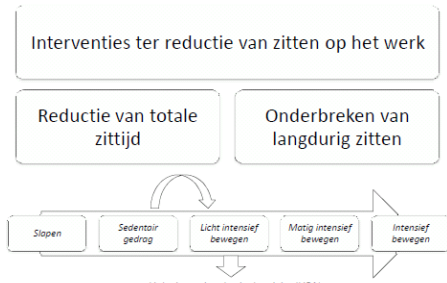 Interventies ter reductie van zitten op het werk
Reductie van totale
zittijd
Onderbreken van
langdurig zitten
Slapen
Sedentair
gedrag
Licht intensief
bewegen
Matig intensief
bewegen
Intensief
bewegen